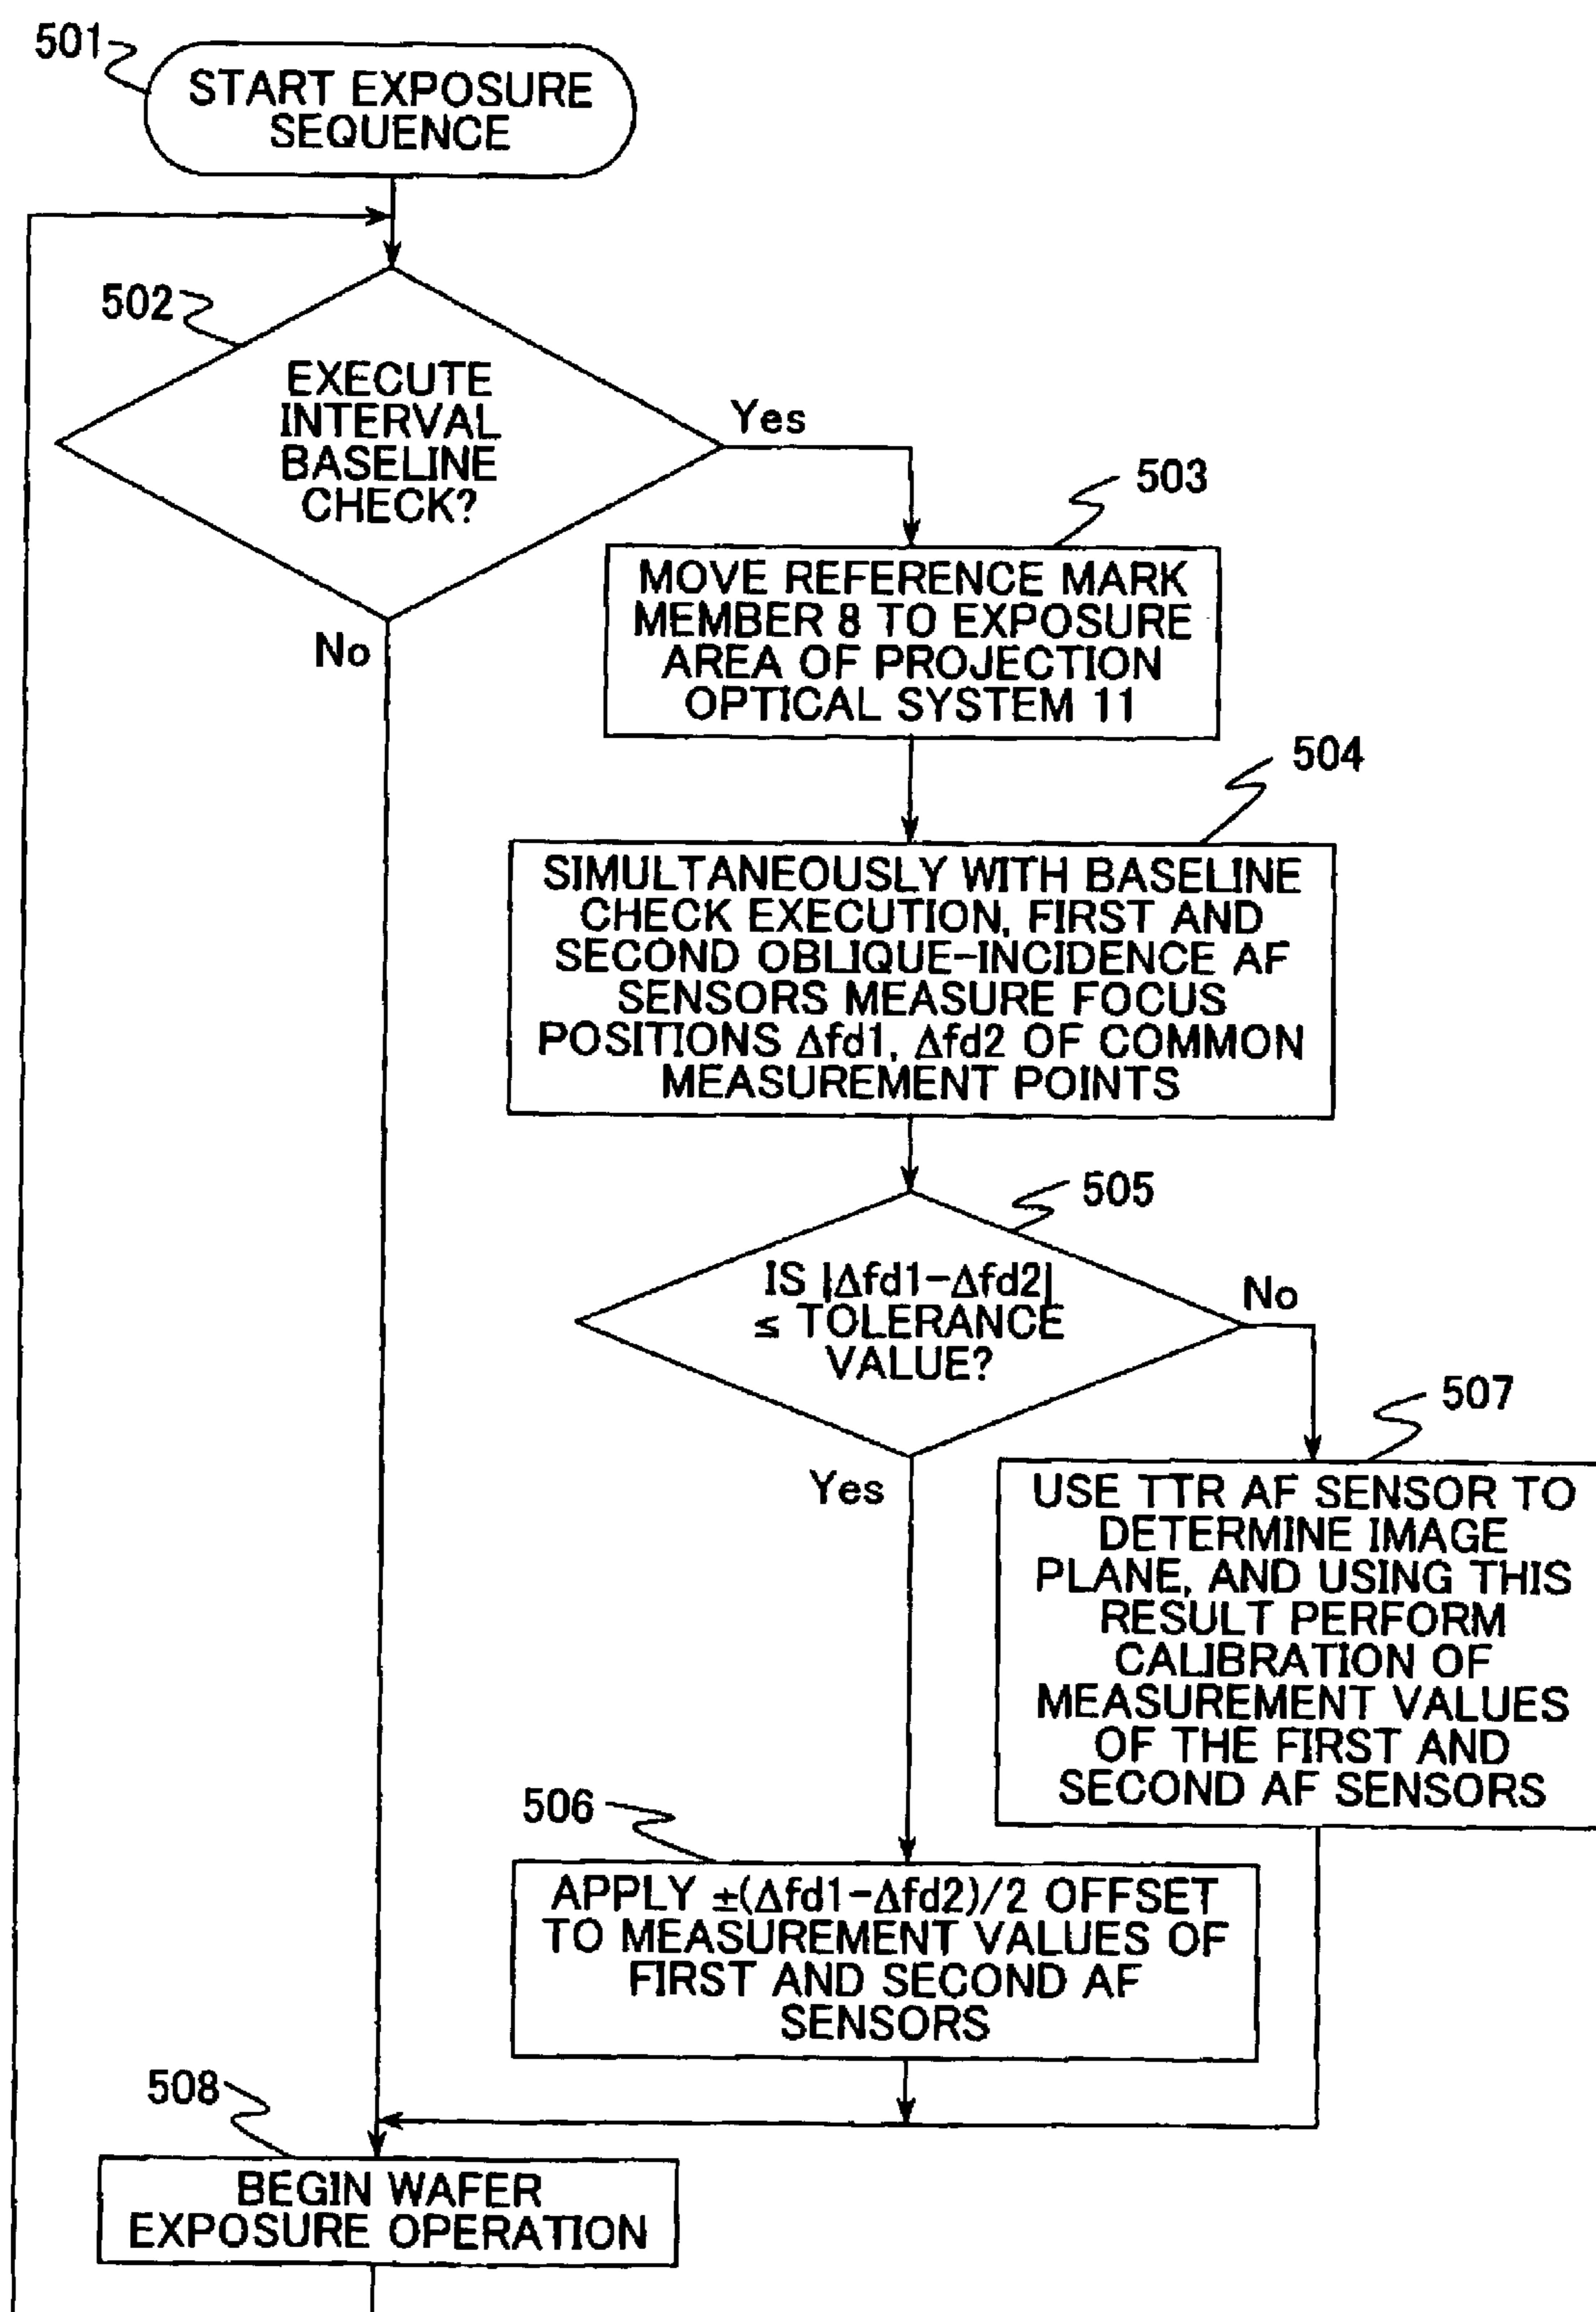 501
START EXPOSURE
SEQUENCE
502
EXECUTE
INTERVAL
BASELINE
CHECK?
Yes
No
503
MOVE REFERENCE MARK
MEMBER 8 TO EXPOSURE
AREA OF PROJECTION
OPTICAL SYSTEM 11
504
SIMULTANEOUSLY WITH BASELINE
CHECK EXECUTION, FIRST AND
SECOND OBLIQUE-INCIDENCE AF
SENSORS MEASURE FOCUS
POSITIONS Δfd1, Δfd2 OF COMMON
MEASUREMENT POINTS
505
IS |Δfd1-Δfd2|
≤ TOLERANCE
VALUE?
No
Yes
507
USE TTR AF SENSOR TO
DETERMINE IMAGE
PLANE, AND USING THIS
RESULT PERFORM
CALIBRATION OF
MEASUREMENT VALUES
OF THE FIRST AND
SECOND AF SENSORS
506
APPLY ±(Δfd1-Δfd2)/2 OFFSET
TO MEASUREMENT VALUES OF
FIRST AND SECOND AF
SENSORS
508
BEGIN WAFER
EXPOSURE OPERATION